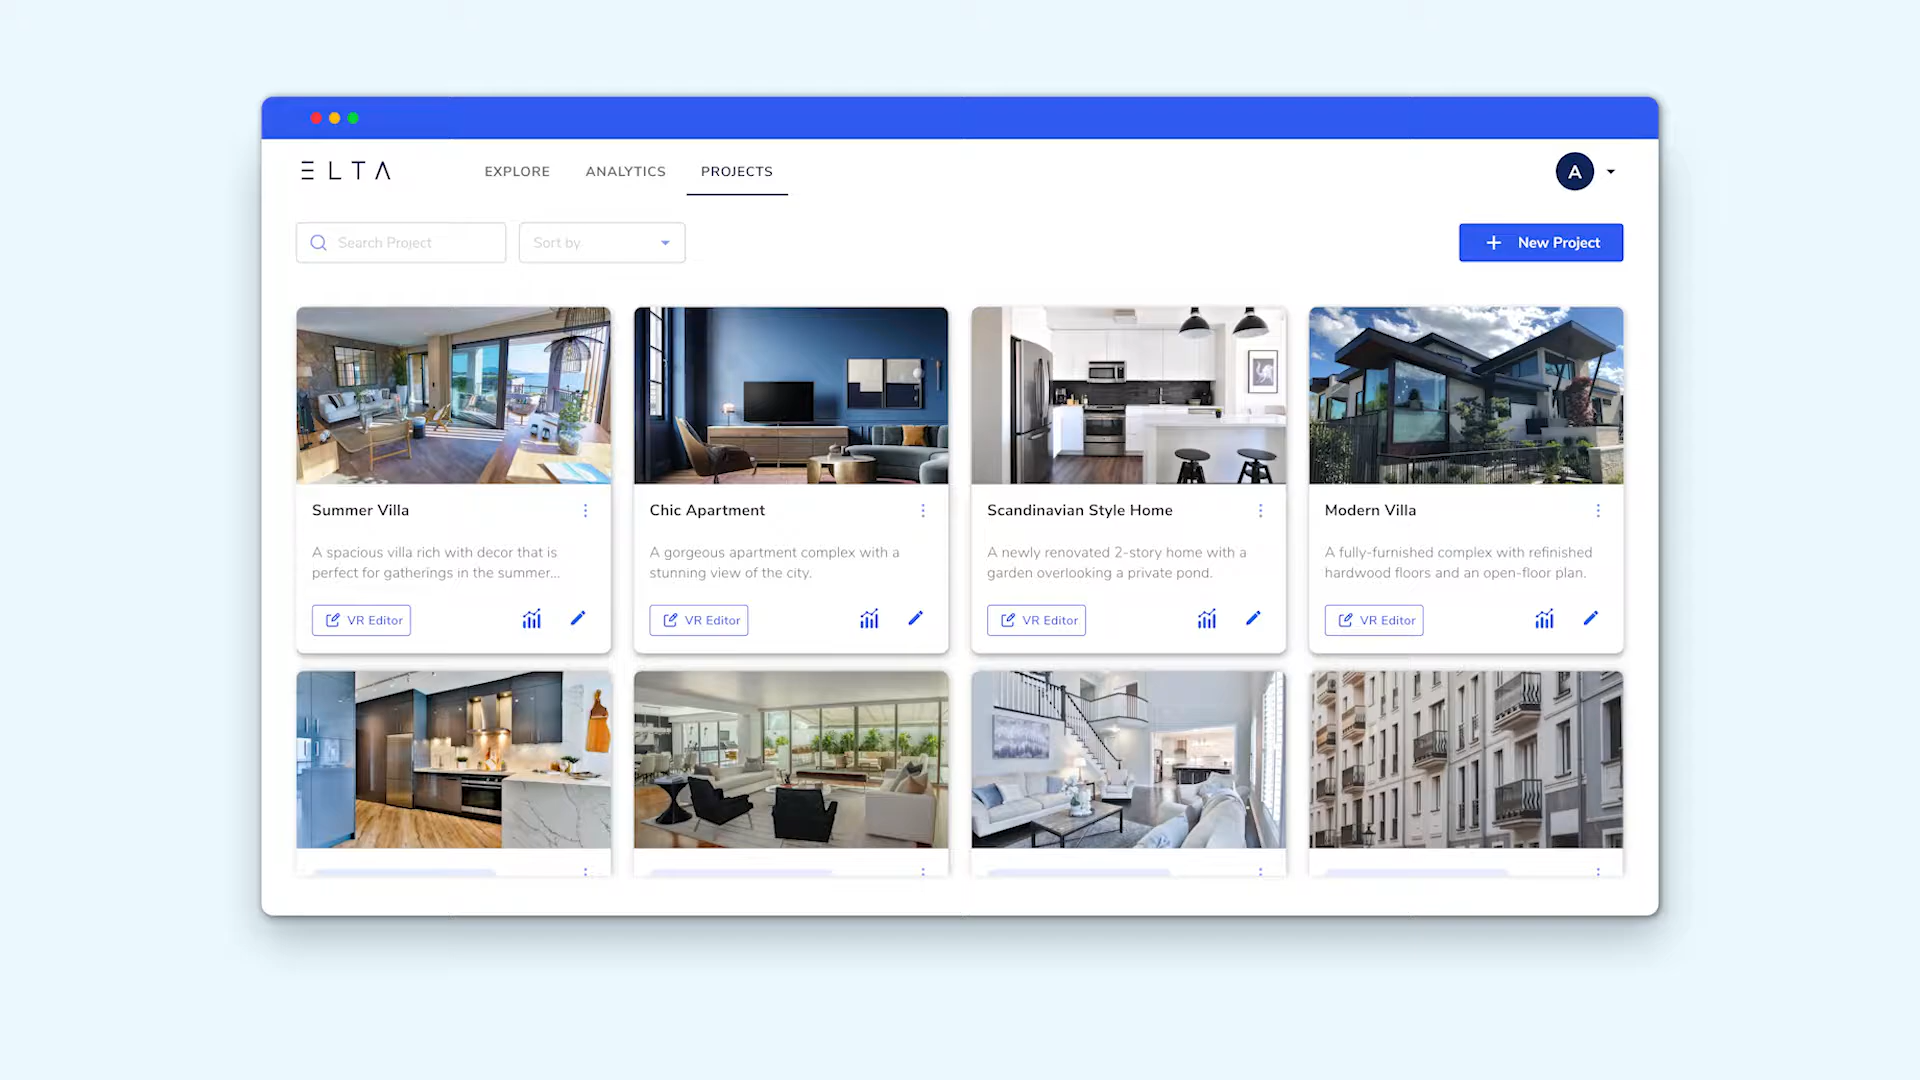 ELTA
EXPLORE
ANALYTICS
PROJECTS
A
Search Project
Sort by
New Project
Summer Villa
A spacious villa rich with decor that is
perfect for gatherings in the summer...
VR Editor
Chic Apartment
A gorgeous apartment complex with a
stunning view of the city.
VR Editor
Scandinavian Style Home
A newly renovated 2-story home with a
garden overlooking a private pond.
VR Editor
Modern Villa
A fully-furnished complex with refinished
hardwood floors and an open-floor plan.
VR Editor